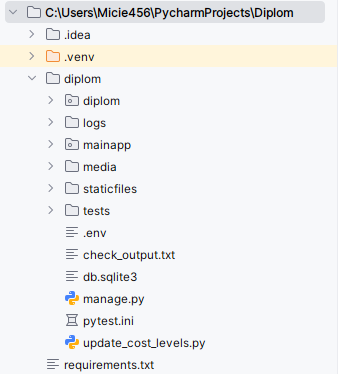 C:\Users\Micie456\PycharmProjects\Diplom
.idea
.venv
diplom
diplom
logs
mainapp
media
staticfiles
tests
.env
check_output.txt
db.sqlite3
manage.py
pytest.ini
update_cost_levels.py
requirements.txt